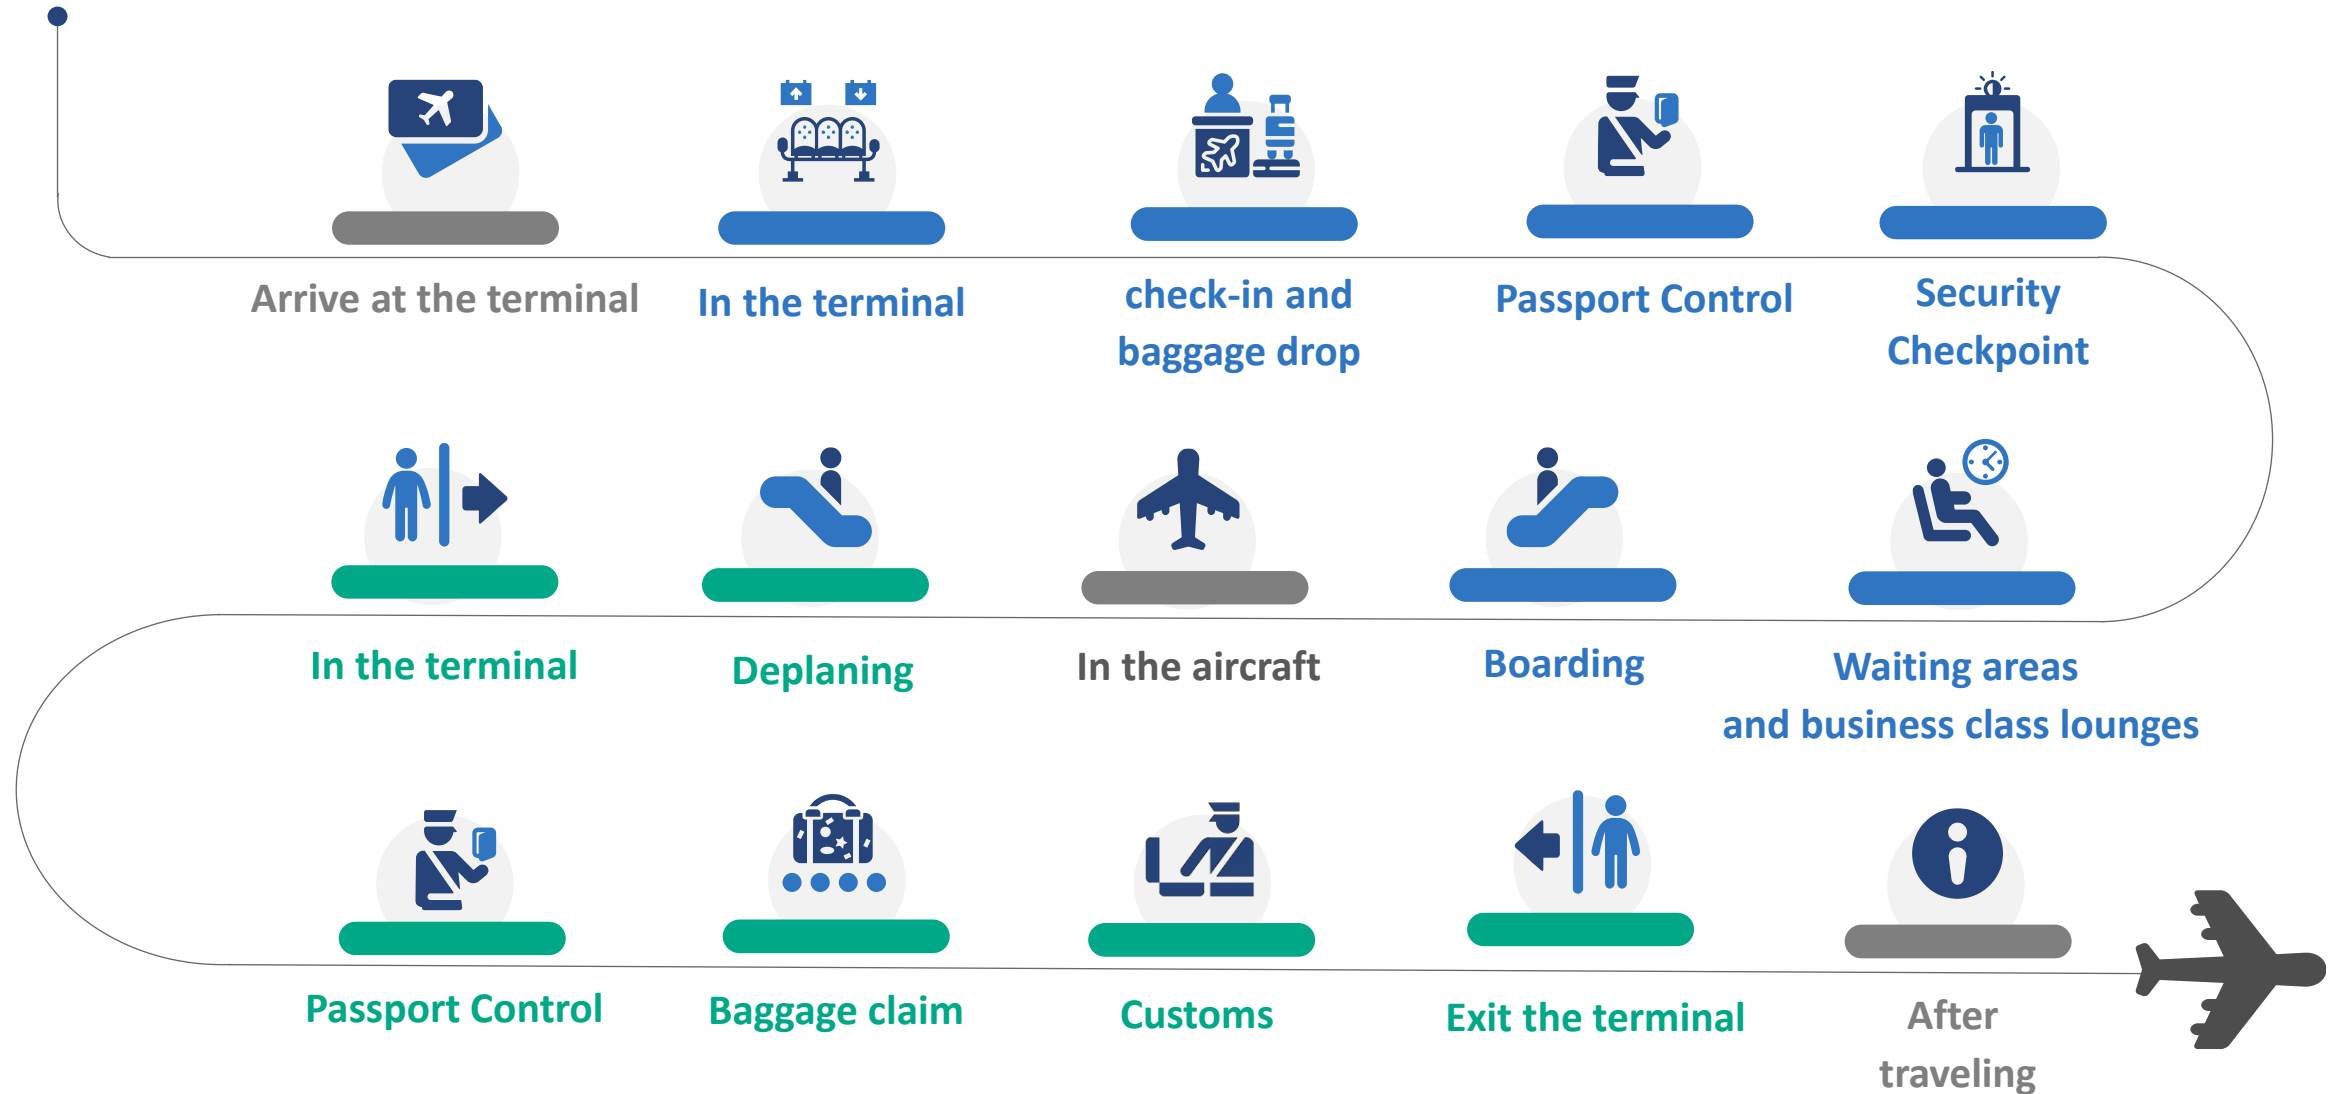 Arrive at the terminal
In the terminal
check-in and
baggage drop
Passport Control
Security
Checkpoint
In the terminal
Deplaning
In the aircraft
Boarding
Waiting areas
and business class lounges
Passport Control
Baggage claim
Customs
Exit the terminal
After
traveling